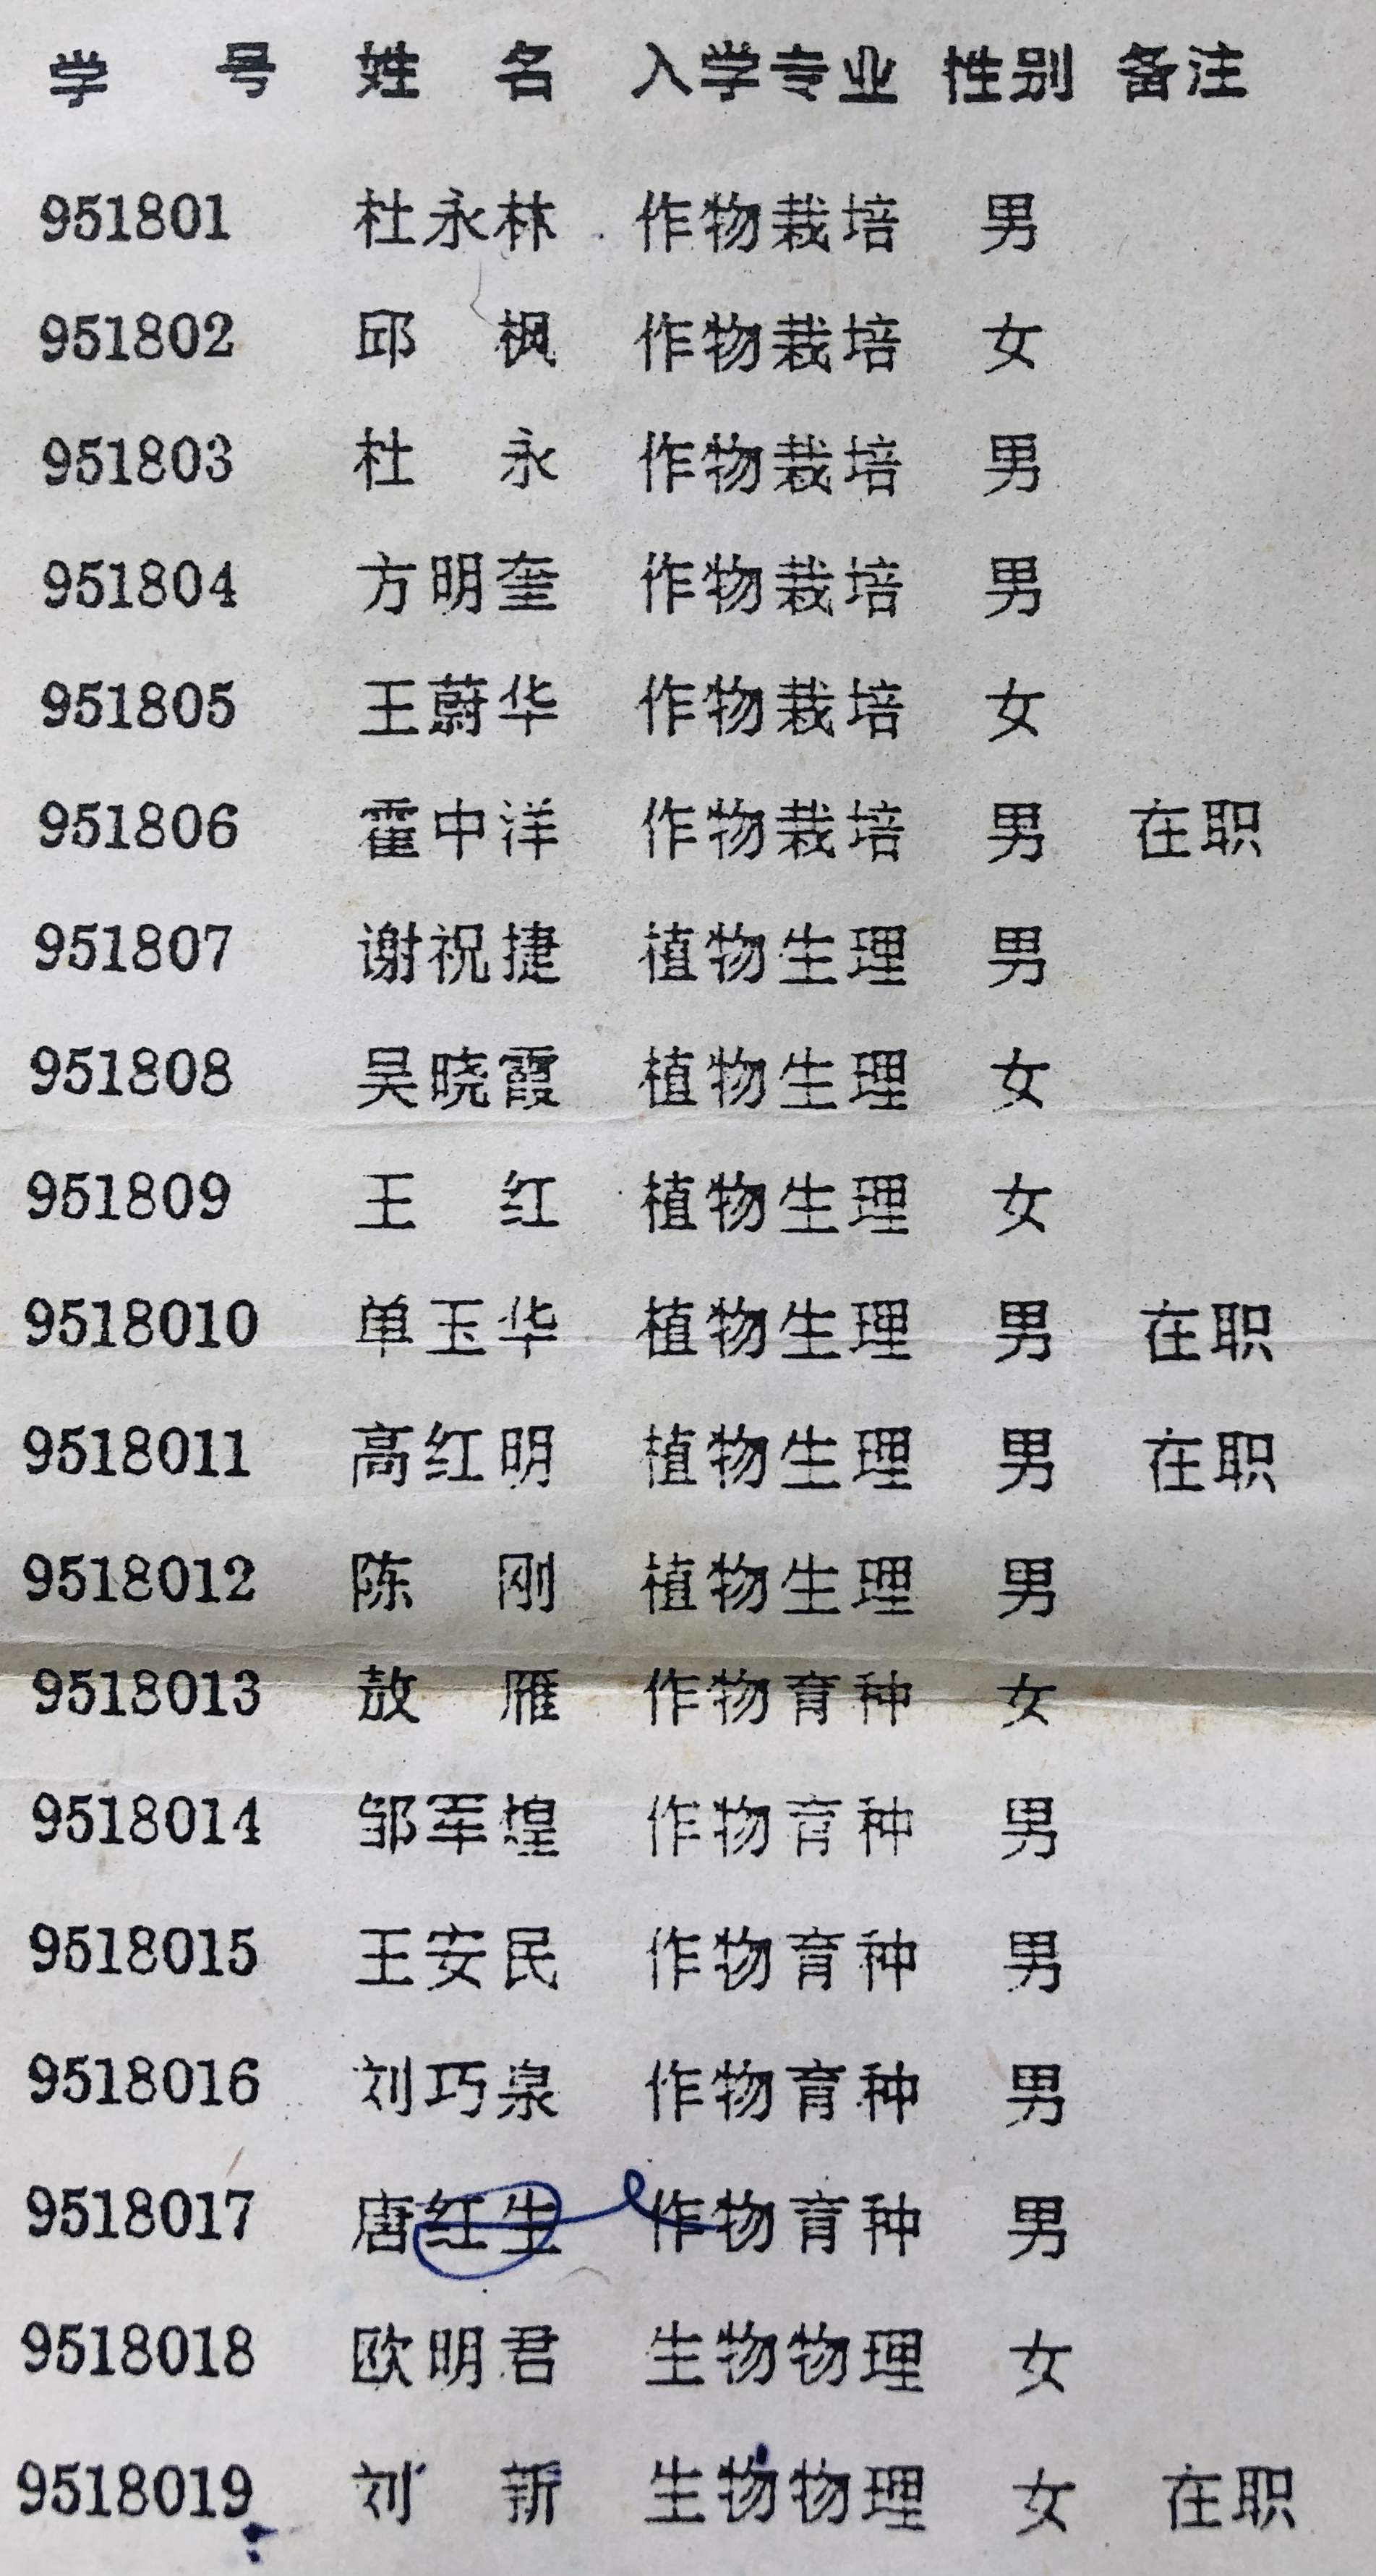 学 号 姓 名 入学专业 性别 备注
951801 杜永林 作物栽培 男
951802 邱 枫 作物栽培 女
951803 杜 永 作物栽培 男
951804 方明奎 作物栽培 男
951805 王蔚华 作物栽培 女
951806 霍中洋 作物栽培 男 在职
951807 谢祝捷 植物生理 男
951808 吴晓霞 植物生理 女
951809 王 红 植物生理 女
9518010 单玉华 植物生理 男 在职
9518011 高红明 植物生理 男 在职
9518012 陈 刚 植物生理 男
9518013 敖 雁 作物育种 女
9518014 邹军煌 作物育种 男
9518015 王安民 作物育种 男
9518016 刘巧泉 作物育种 男
9518017 唐红生 作物育种 男
9518018 欧明君 生物物理 女
9518019 刘 新 生物物理 女 在职